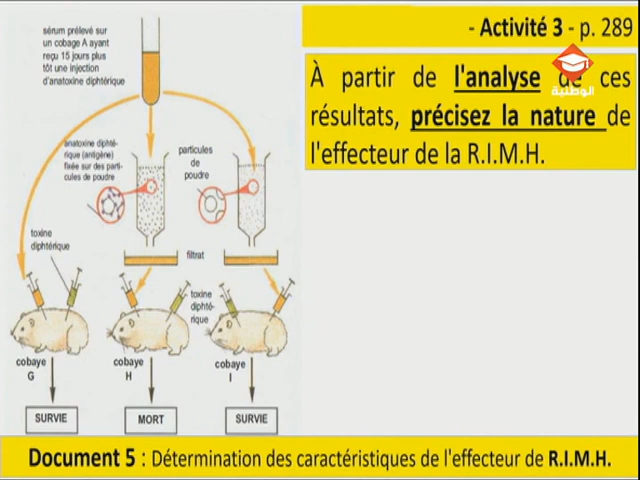 sérum prélevé sur
un cobage A ayant
reçu 15 jours plus
tôt une injection
d'anatoxine diphtérique
- Activité 3 - p. 289
الوطنية
À partir de l'analyse de ces
résultats, précisez la nature de
l'effecteur de la R.I.M.H.
anatoxine diphté-
rique (antigène)
fixée sur des parti-
cules de poudre
particules
de
poudre
toxine
diphtérique
filtrat
toxine
diphté-
rique
cobaye
G
cobaye
H
cobaye
I
SURVIE
MORT
SURVIE
Document 5 : Détermination des caractéristiques de l'effecteur de R.I.M.H.